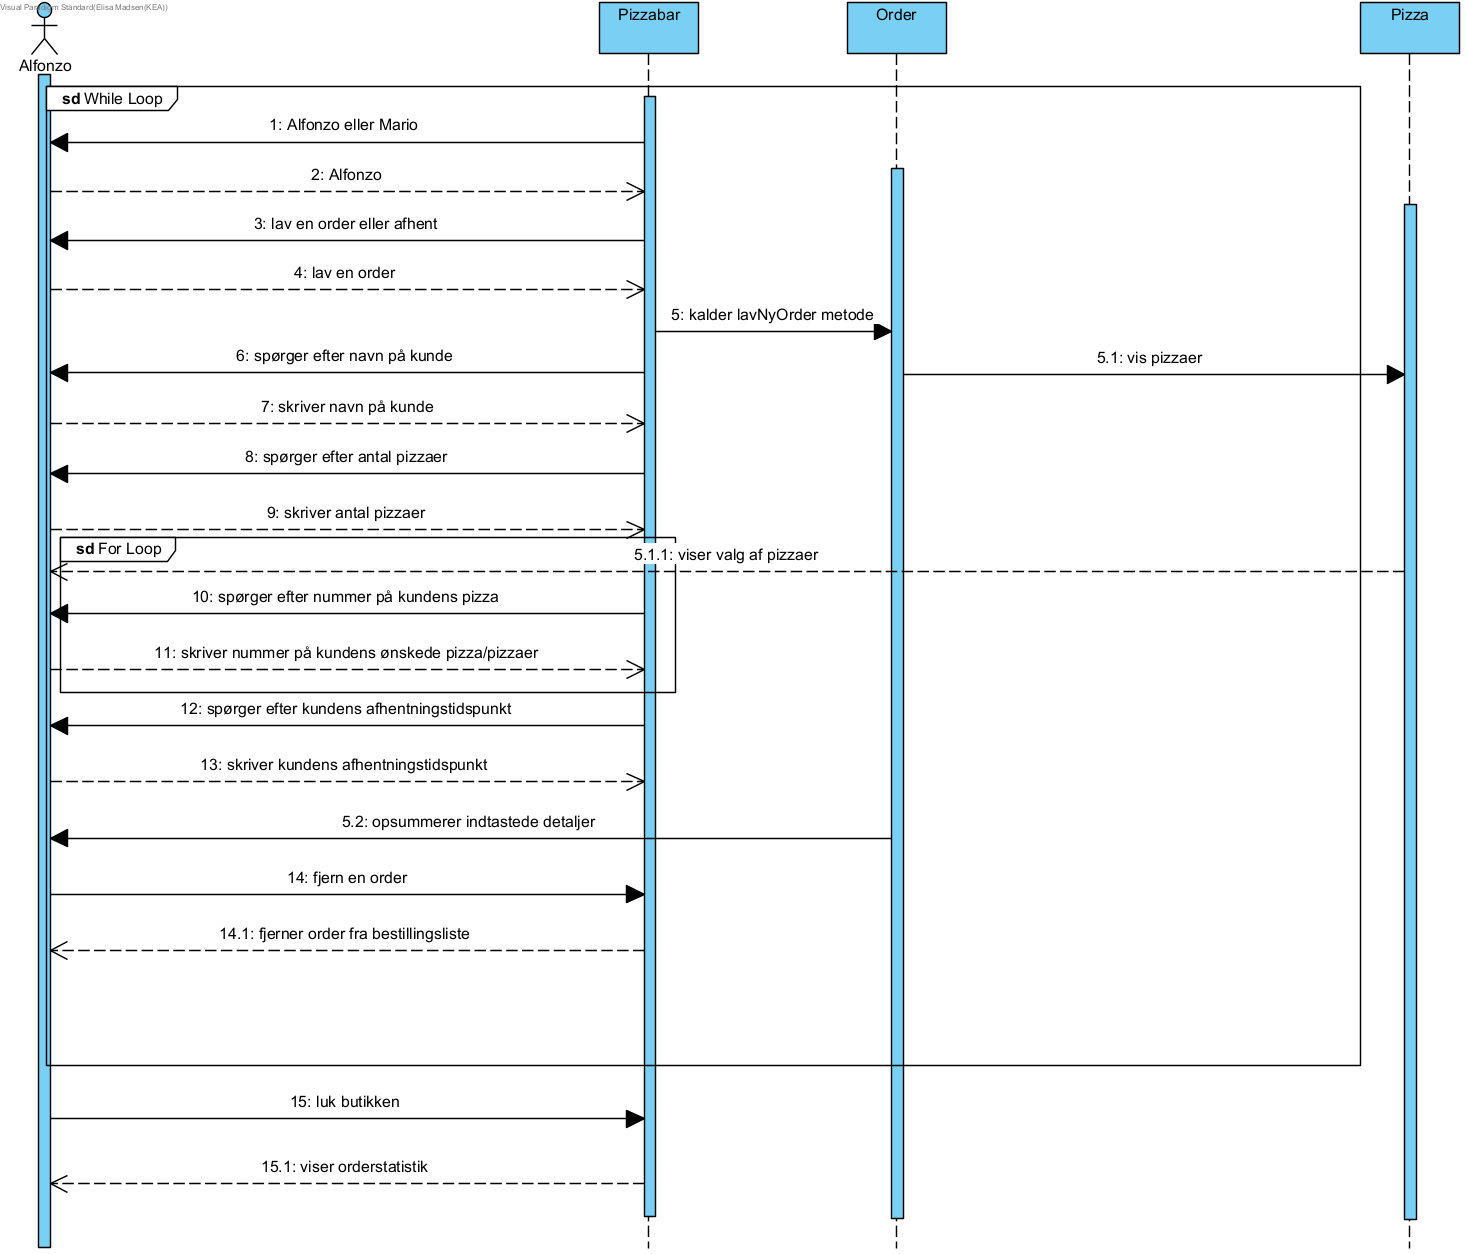 Visual Paradigm Standard(Elisa Madsen(KEA))
Alfonzo
Pizzabar
Order
Pizza
sd While Loop
1: Alfonzo eller Mario
2: Alfonzo
3: lav en order eller afhent
4: lav en order
5: kalder lavNyOrder metode
6: spørger efter navn på kunde
5.1: vis pizzaer
7: skriver navn på kunde
8: spørger efter antal pizzaer
9: skriver antal pizzaer
sd For Loop
5.1.1: viser valg af pizzaer
10: spørger efter nummer på kundens pizza
11: skriver nummer på kundens ønskede pizza/pizzaer
12: spørger efter kundens afhentningstidspunkt
13: skriver kundens afhentningstidspunkt
5.2: opsummerer indtastede detaljer
14: fjern en order
14.1: fjerner order fra bestillingsliste
15: luk butikken
15.1: viser orderstatistik